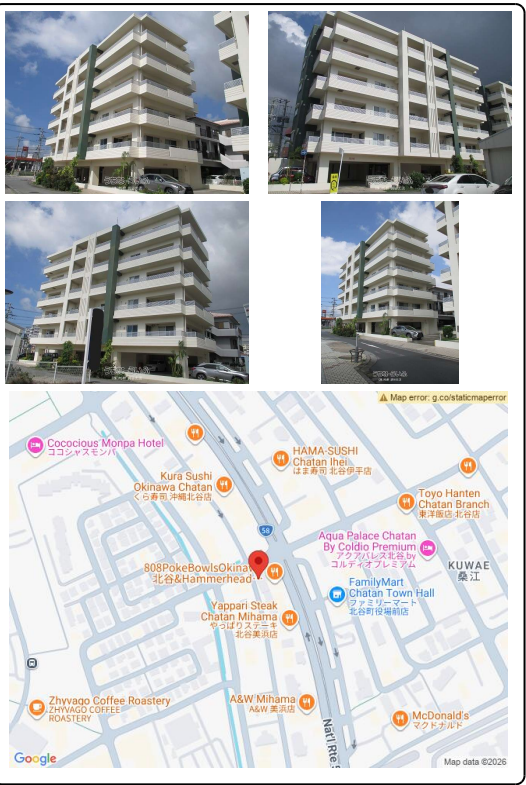 Map error: g.co/staticmaperror
Cococious Monpa Hotel
ココシャスモンパ
HAMA-SUSHI
Chatan Ihei
はま寿司 北谷伊平店
Kura Sushi
Okinawa Chatan
くら寿司 沖縄北谷店
Toyo Hanten
Chatan Branch
東洋飯店 北谷店
58
Aqua Palace Chatan
By Coldio Premium
アクアパレス北谷 by
コルディオプレミアム
KUWAE
桑江
808PokeBowlsOkina
北谷&Hammerhead
FamilyMart
Chatan Town Hall
ファミリーマート
北谷町役場前店
Yappari Steak
Chatan Mihama
やっぱりステーキ
北谷美浜店
Zhyvago Coffee Roastery
ZHYVAGO COFFEE
ROASTERY
A&W Mihama
A&W 美浜店
McDonald's
マクドナルド
Nat'l Rte
Google
Map data ©2026